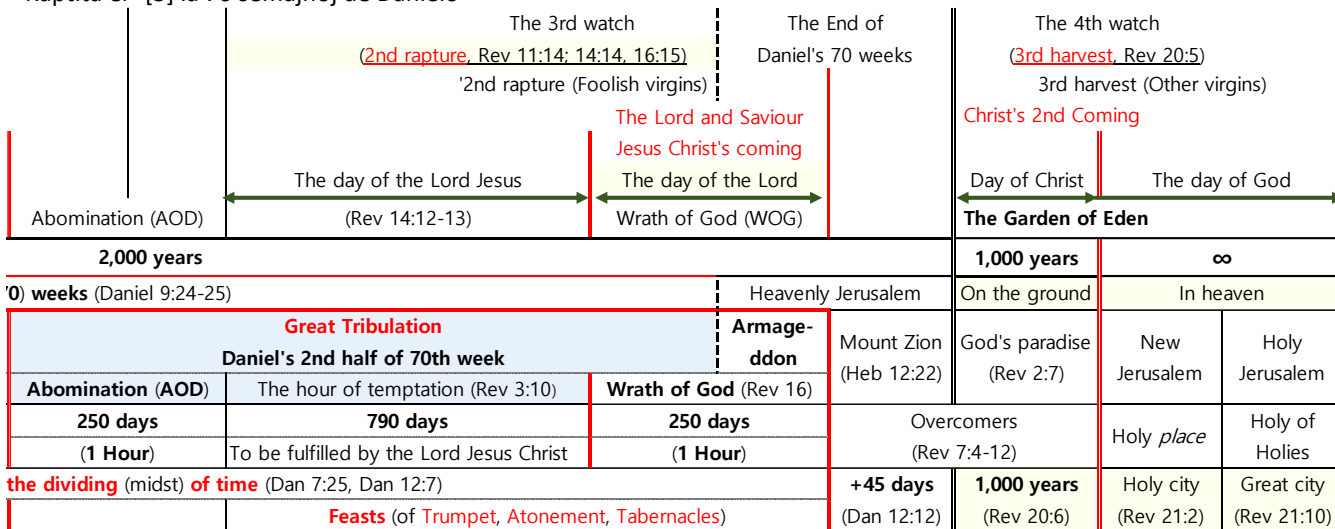 The 3rd watch
The End of
The 4th watch
(2nd rapture, Rev 11:14; 14:14, 16:15)
Daniel's 70 weeks
(3rd harvest, Rev 20:5)
'2nd rapture (Foolish virgins)
3rd harvest (Other virgins)
The Lord and Saviour
Christ's 2nd Coming
Jesus Christ's coming
The day of the Lord Jesus
The day of the Lord
Day of Christ
The day of God
Abomination (AOD)
(Rev 14:12-13)
Wrath of God (WOG)
The Garden of Eden
2,000 years
1,000 years
∞
0) weeks (Daniel 9:24-25)
Heavenly Jerusalem
On the ground
In heaven
Great Tribulation
Daniel's 2nd half of 70th week
Armage-
ddon
Mount Zion
(Heb 12:22)
God's paradise
(Rev 2:7)
New
Jerusalem
Holy
Jerusalem
Abomination (AOD)
The hour of temptation (Rev 3:10)
Wrath of God (Rev 16)
250 days
790 days
250 days
Overcomers
(Rev 7:4-12)
Holy place
Holy of
Holies
(1 Hour)
To be fulfilled by the Lord Jesus Christ
(1 Hour)
the dividing (midst) of time (Dan 7:25, Dan 12:7)
+45 days
1,000 years
Holy city
Great city
Feasts (of Trumpet, Atonement, Tabernacles)
(Dan 12:12)
(Rev 20:6)
(Rev 21:2)
(Rev 21:10)